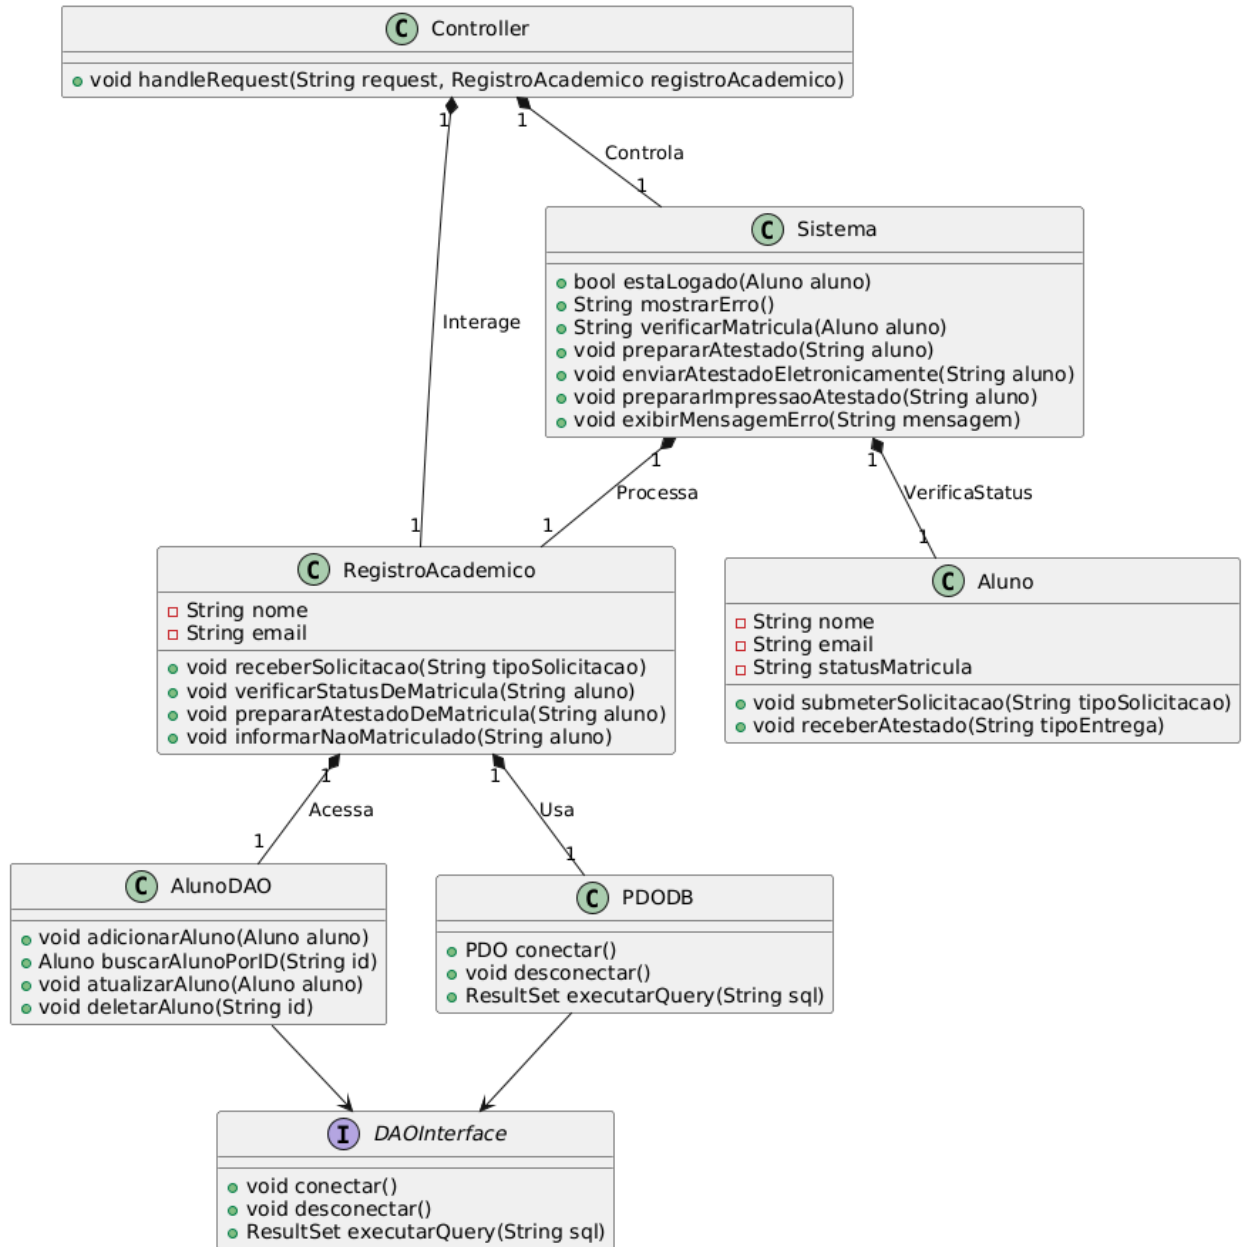 C Controller
void handleRequest(String request, RegistroAcademico registroAcademico)
1
1
Controla
1
C Sistema
bool estaLogado(Aluno aluno)
String mostrarErro()
String verificarMatricula(Aluno aluno)
void prepararAtestado(String aluno)
void enviarAtestadoEletronicamente(String aluno)
void prepararImpressaoAtestado(String aluno)
void exibirMensagemErro(String mensagem)
Interage
1
1
Processa
VerificaStatus
1
1
1
C RegistroAcademico
String nome
String email
void receberSolicitacao(String tipoSolicitacao)
void verificarStatusDeMatricula(String aluno)
void prepararAtestadoDeMatricula(String aluno)
void informarNaoMatriculado(String aluno)
C Aluno
String nome
String email
String statusMatricula
void submeterSolicitacao(String tipoSolicitacao)
void receberAtestado(String tipoEntrega)
1
1
Acessa
Usa
1
1
C AlunoDAO
void adicionarAluno(Aluno aluno)
Aluno buscarAlunoPorID(String id)
void atualizarAluno(Aluno aluno)
void deletarAluno(String id)
C PDODB
PDO conectar()
void desconectar()
ResultSet executarQuery(String sql)
I DAOInterface
void conectar()
void desconectar()
ResultSet executarQuery(String sql)